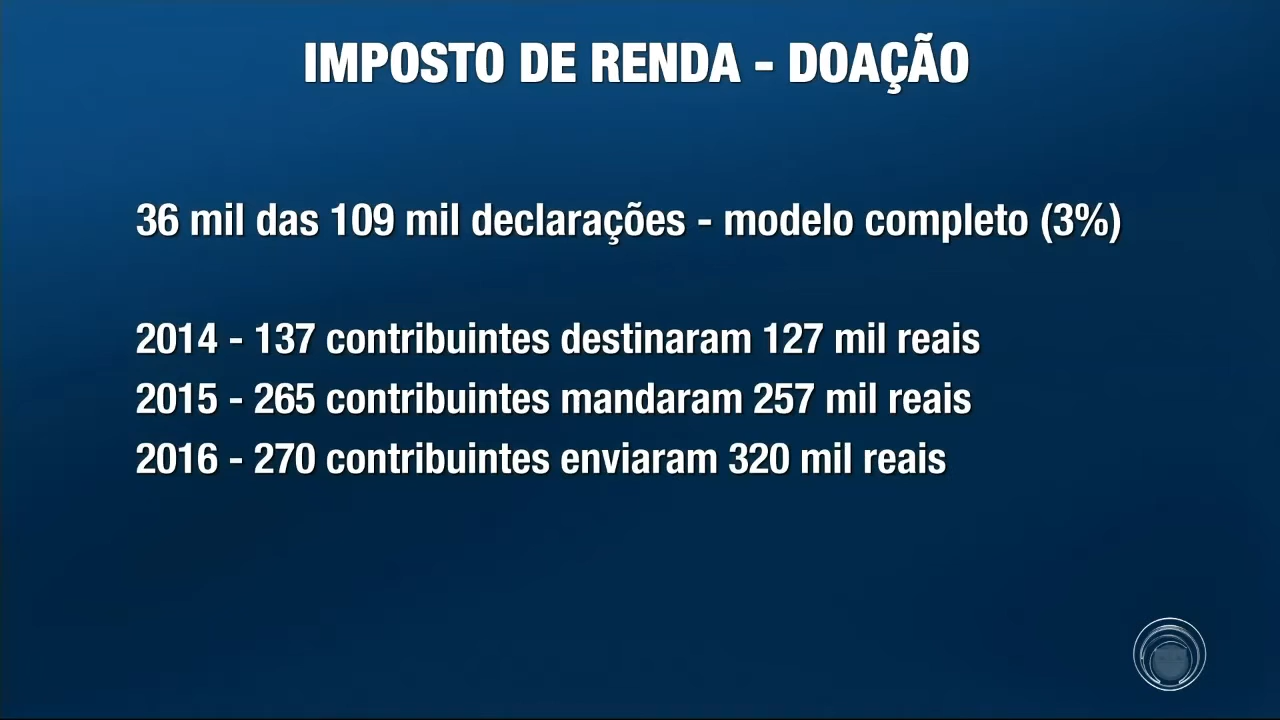 IMPOSTO DE RENDA - DOAÇÃO
36 mil das 109 mil declarações - modelo completo (3%)
2014 - 137 contribuintes destinaram 127 mil reais
2015 - 265 contribuintes mandaram 257 mil reais
2016 - 270 contribuintes enviaram 320 mil reais